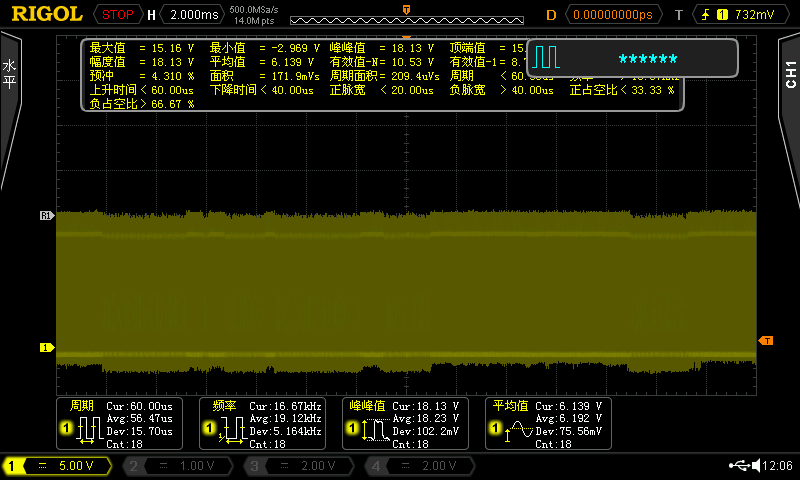 RIGOL STOP H 2.000ms 500.0MSa/s 14.0M pts D 0.00000000ps T 1 732mV
水平
CH1
最大值 = 15.16 V 最小值 = -2.969 V 峰峰值 = 18.13 V 顶端值 = 15
幅度值 = 18.13 V 平均值 = 6.139 V 有效值-N= 10.53 V 有效值-1= 8.
预冲 = 4.310 % 面积 = 171.9mVs 周期面积= 209.4uVs 周期 < 60
上升时间< 60.00us 下降时间< 40.00us 正脉宽 < 20.00us 负脉宽 > 40.00us 正占空比< 33.33 %
负占空比> 66.67 %
******
T
R1
1
T
周期 Cur:60.00us Avg:56.47us Dev:15.70us Cnt:18
频率 Cur:16.67kHz Avg:19.12kHz Dev:5.164kHz Cnt:18
峰峰值 Cur:18.13 V Avg:18.23 V Dev:102.2mV Cnt:18
平均值 Cur:6.139 V Avg:6.192 V Dev:75.56mV Cnt:18
1 5.00 V 2 1.00 V 3 2.00 V 4 2.00 V 12:06